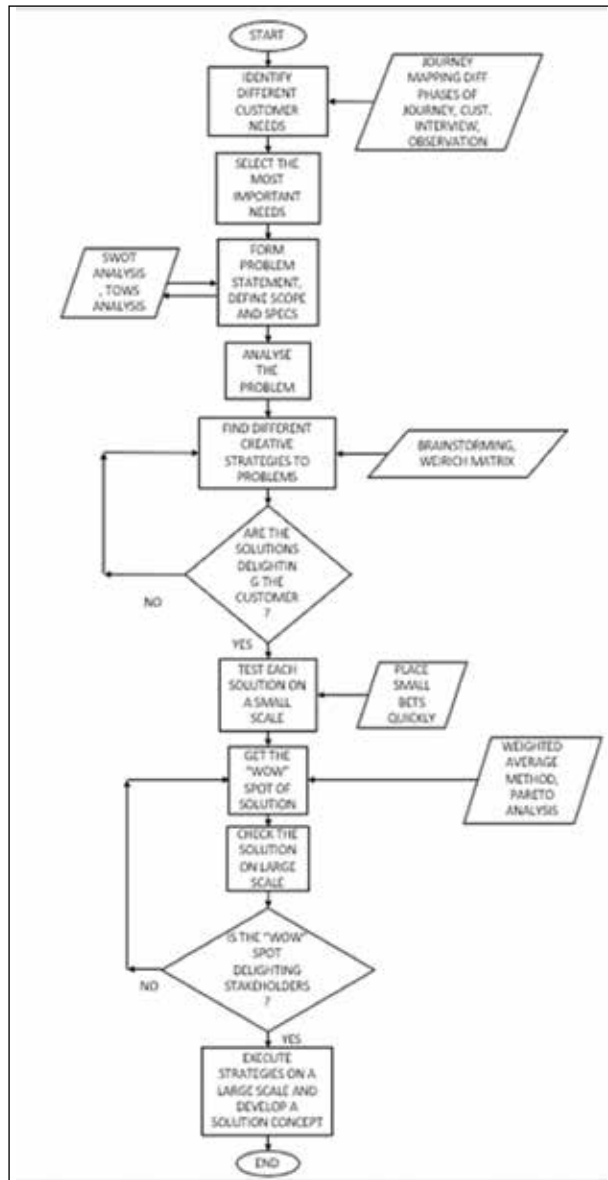 START
IDENTIFY
DIFFERENT
CUSTOMER
NEEDS
JOURNEY
MAPPING DIFF
PHASES OF
JOURNEY, CUST.
INTERVIEW,
OBSERVATION
SELECT THE
MOST
IMPORTANT
NEEDS
SWOT
ANALYSIS
, TOWS
ANALYSIS
FORM
PROBLEM
STATEMENT,
DEFINE SCOPE
AND SPECS
ANALYSE
THE
PROBLEM
FIND DIFFERENT
CREATIVE
STRATEGIES TO
PROBLEMS
BRAINSTORMING,
WEIRICH MATRIX
ARE THE
SOLUTIONS
DELIGHTIN
G THE
CUSTOMER
?
NO
YES
TEST EACH
SOLUTION ON
A SMALL
SCALE
PLACE
SMALL
BETS
QUICKLY
GET THE
"WOW"
SPOT OF
SOLUTION
WEIGHTED
AVERAGE
METHOD,
PARETO
ANALYSIS
CHECK THE
SOLUTION
ON LARGE
SCALE
IS THE "WOW"
SPOT
DELIGHTING
STAKEHOLDERS
?
NO
YES
EXECUTE
STRATEGIES ON A
LARGE SCALE AND
DEVELOP A
SOLUTION CONCEPT
END